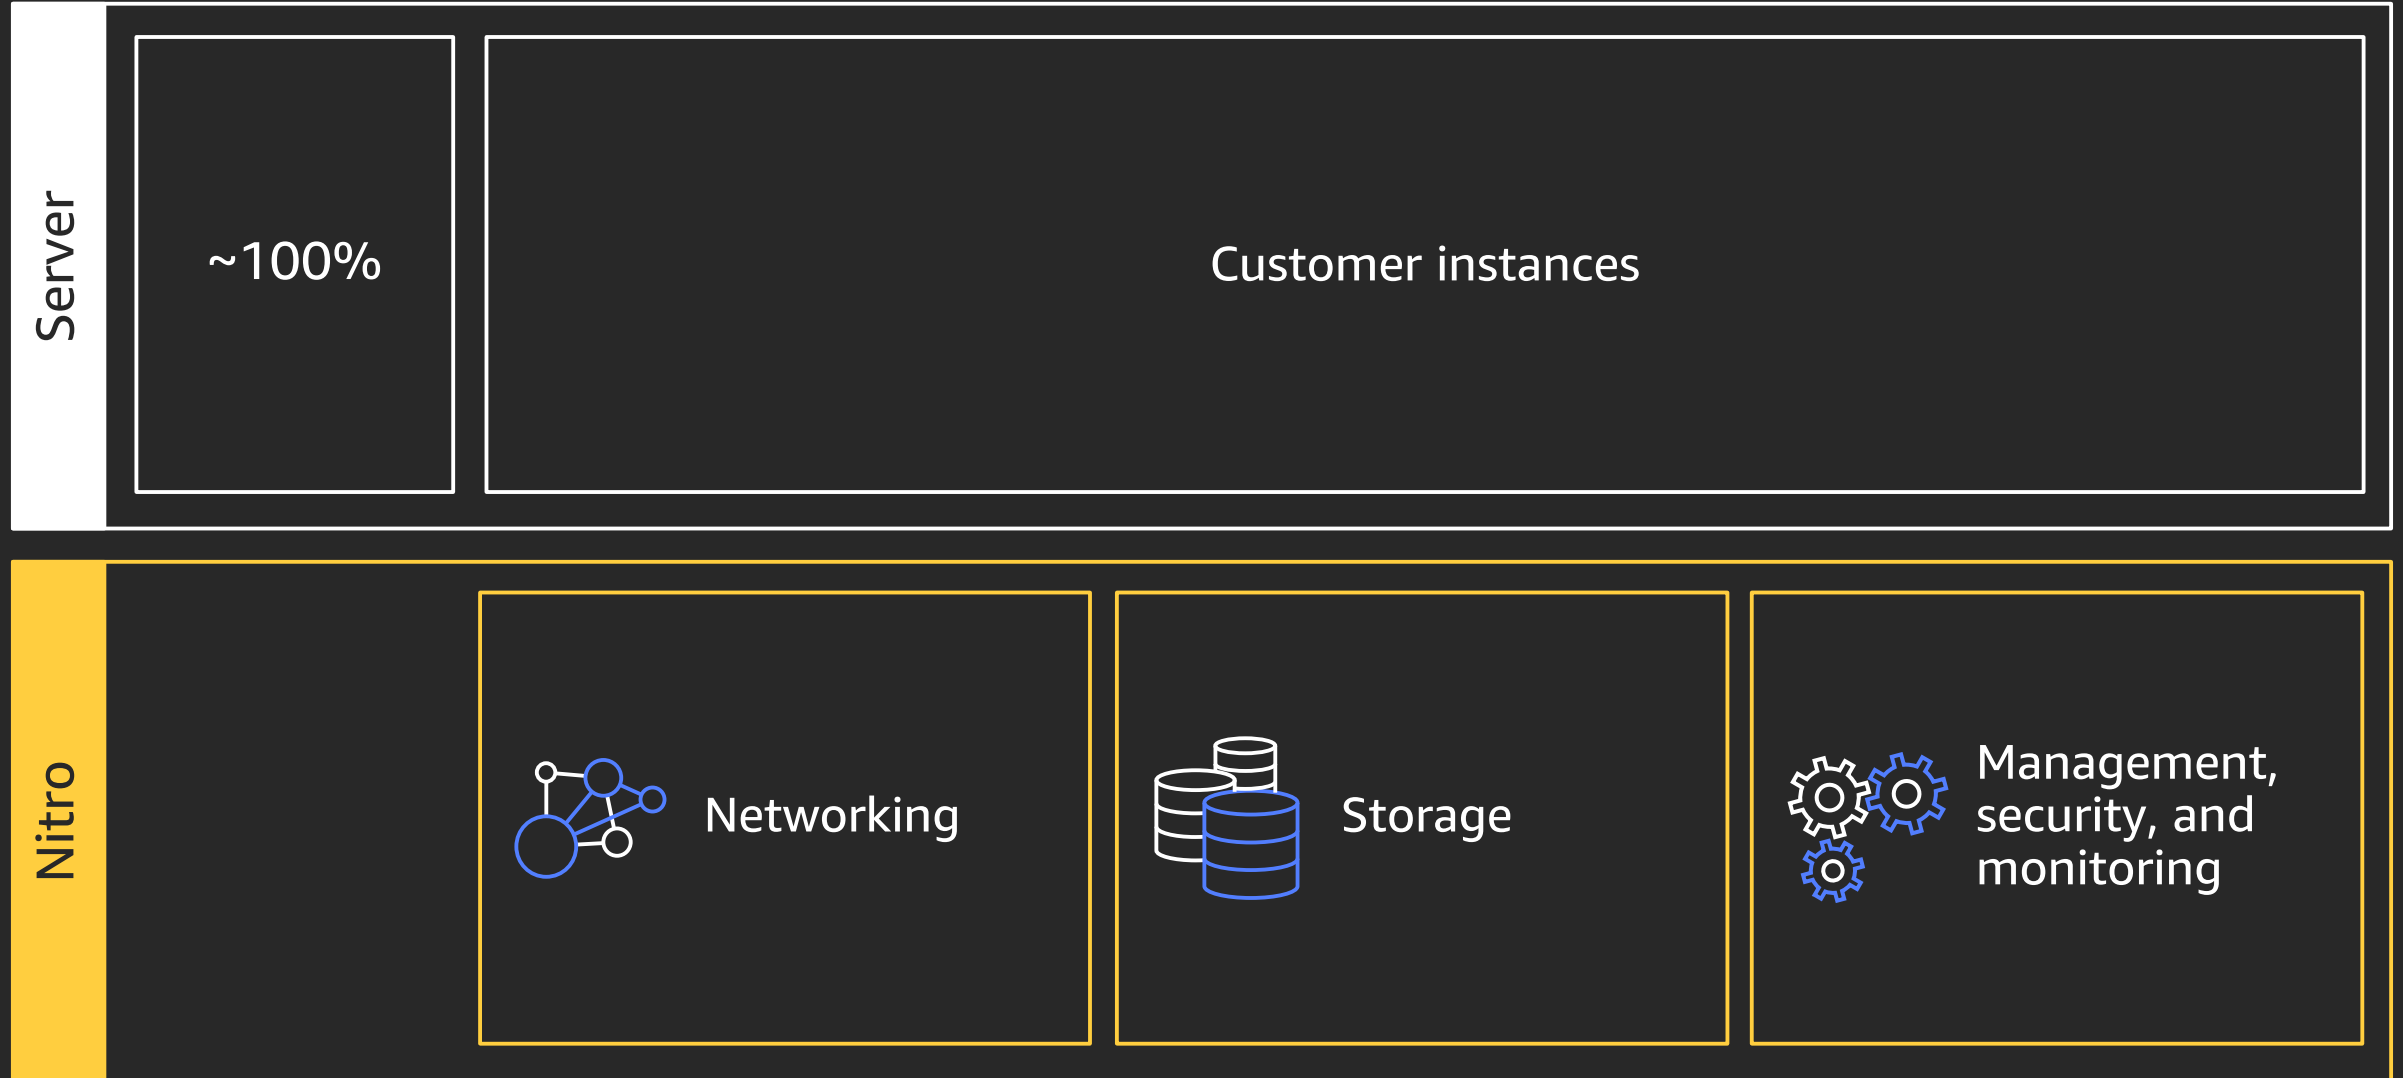 Server
~100%
Customer instances
Nitro
Networking
Storage
Management,
security, and
monitoring